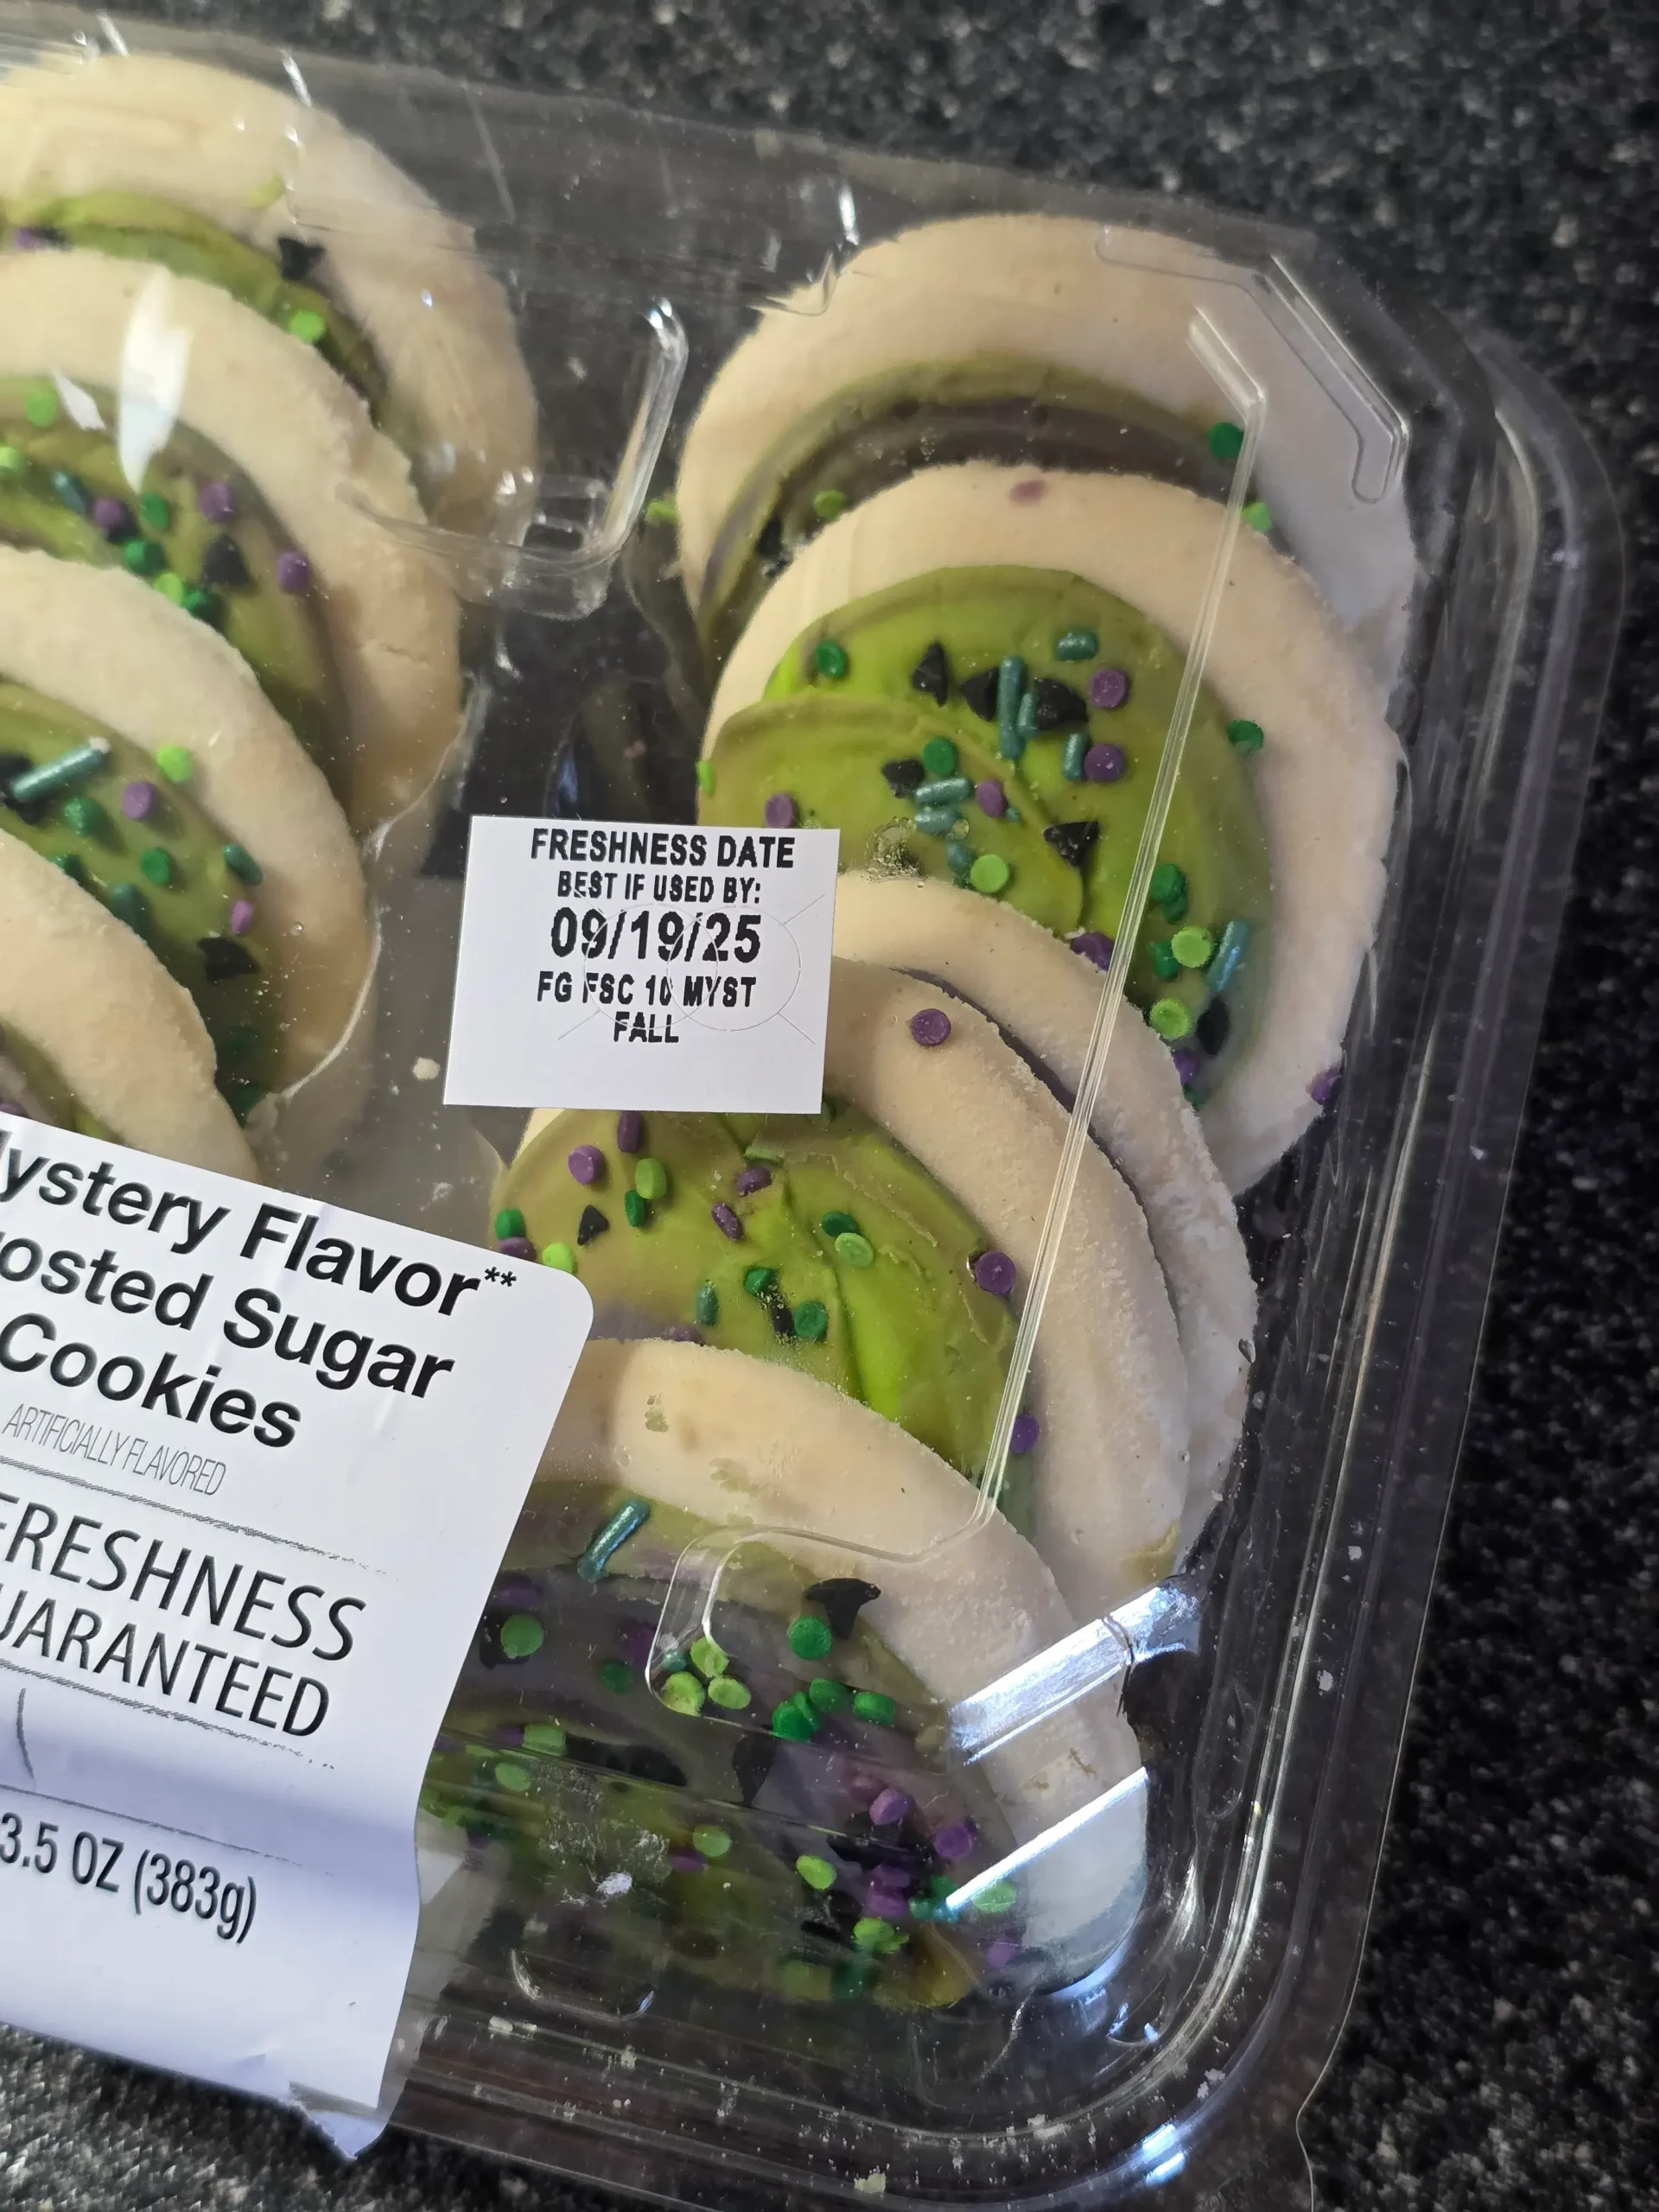 FRESHNESS DATE
BEST IF USED BY:
09/19/25
FG FSC 10 MYST
FALL
ystery Flavor**
osted Sugar
Cookies
ARTIFICIALLY FLAVORED
FRESHNESS
UARANTEED
3.5 OZ (383g)